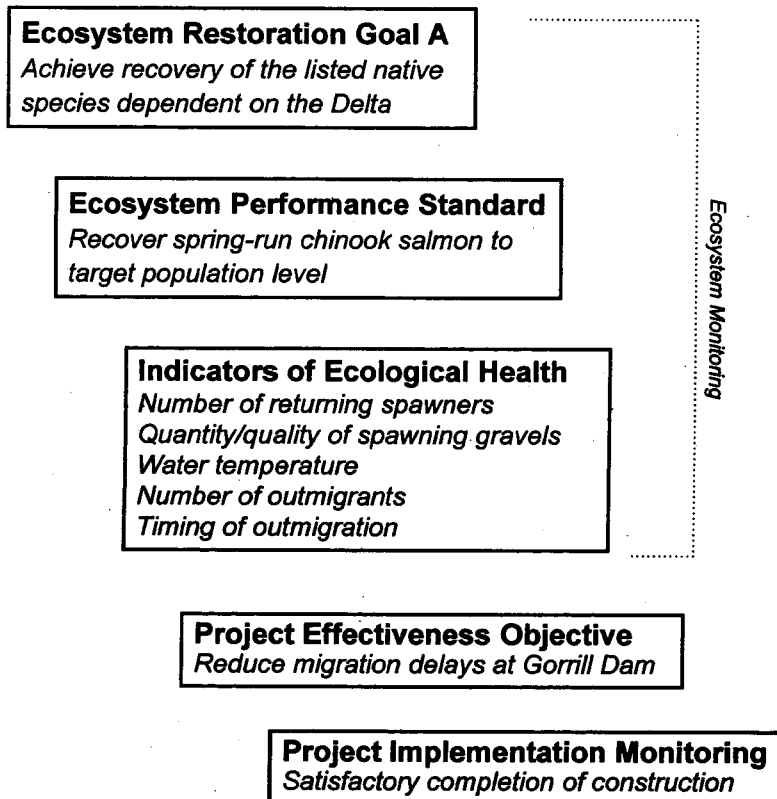 Ecosystem Restoration Goal A
Achieve recovery of the listed native
species dependent on the Delta
Ecosystem Performance Standard
Recover spring-run chinook salmon to
target population level
Indicators of Ecological Health
Number of returning spawners
Quantity/quality of spawning gravels
Water temperature
Number of outmigrants
Timing of outmigration
Ecosystem Monitoring
Project Effectiveness Objective
Reduce migration delays at Gorrill Dam
Project Implementation Monitoring
Satisfactory completion of construction